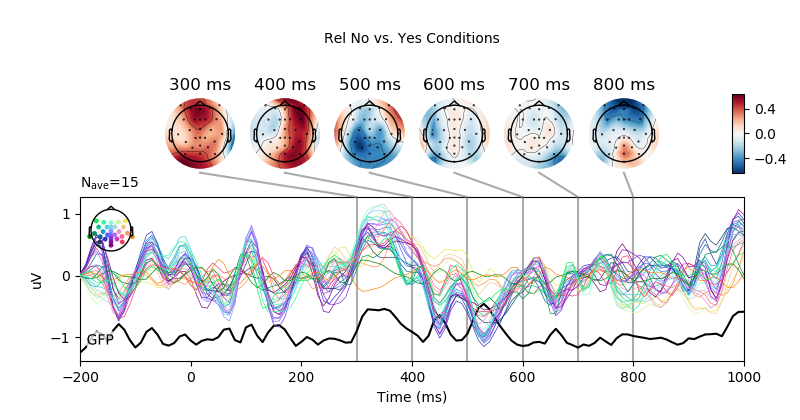 Rel No vs. Yes Conditions
300 ms 400 ms 500 ms 600 ms 700 ms 800 ms
0.4
0.0
−0.4
Nave=15
1
0
−1
uV
GFP
−200 0 200 400 600 800 1000
Time (ms)